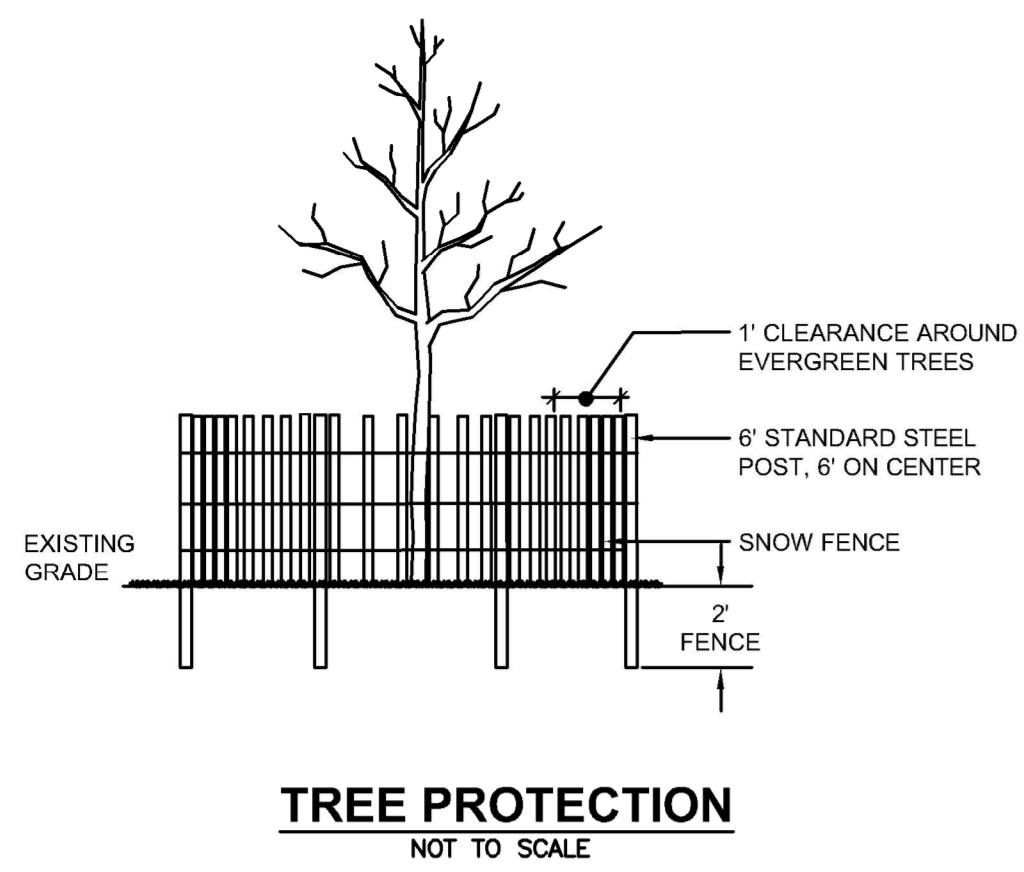 1' CLEARANCE AROUND
EVERGREEN TREES
6' STANDARD STEEL
POST, 6' ON CENTER
SNOW FENCE
EXISTING
GRADE
2'
FENCE
TREE PROTECTION
NOT TO SCALE